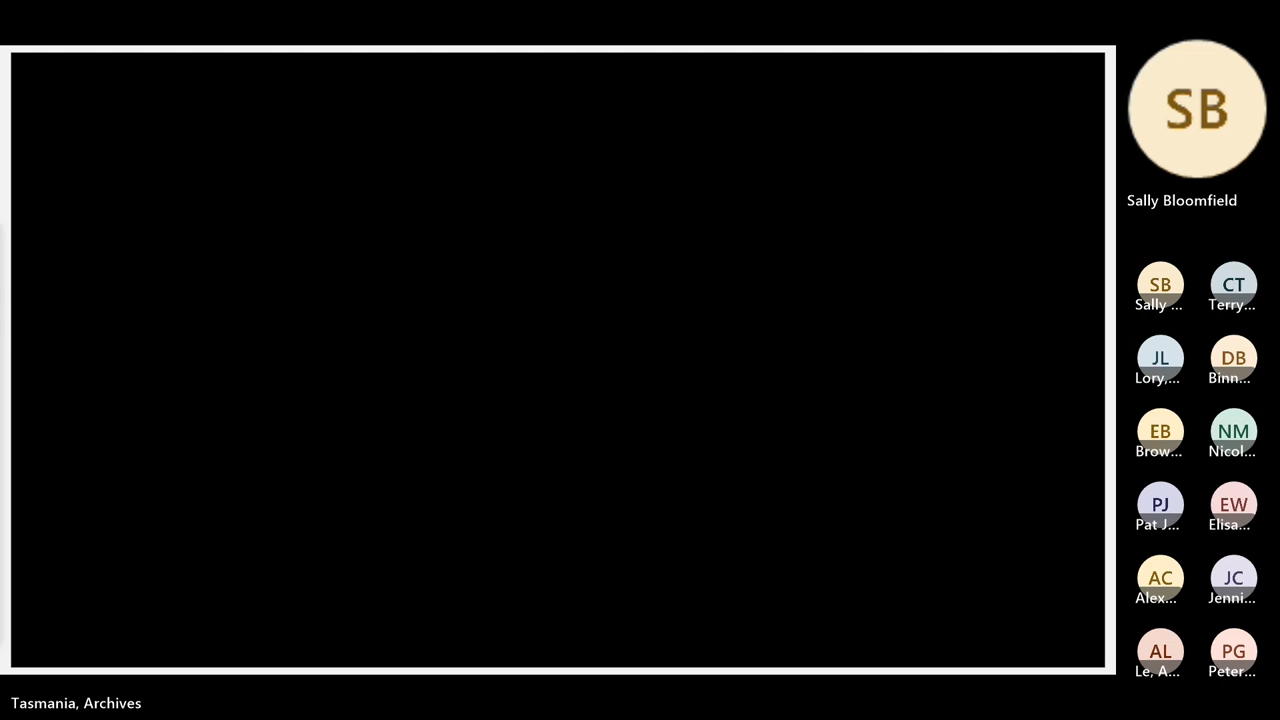 SB
Sally Bloomfield
SB CT
Sally ... Terry...
JL DB
Lory,... Binn...
EB NM
Brow... Nicol...
PJ EW
Pat J... Elisa...
AC JC
Alex... Jenni...
AL PG
Le, A... Peter...
Tasmania, Archives